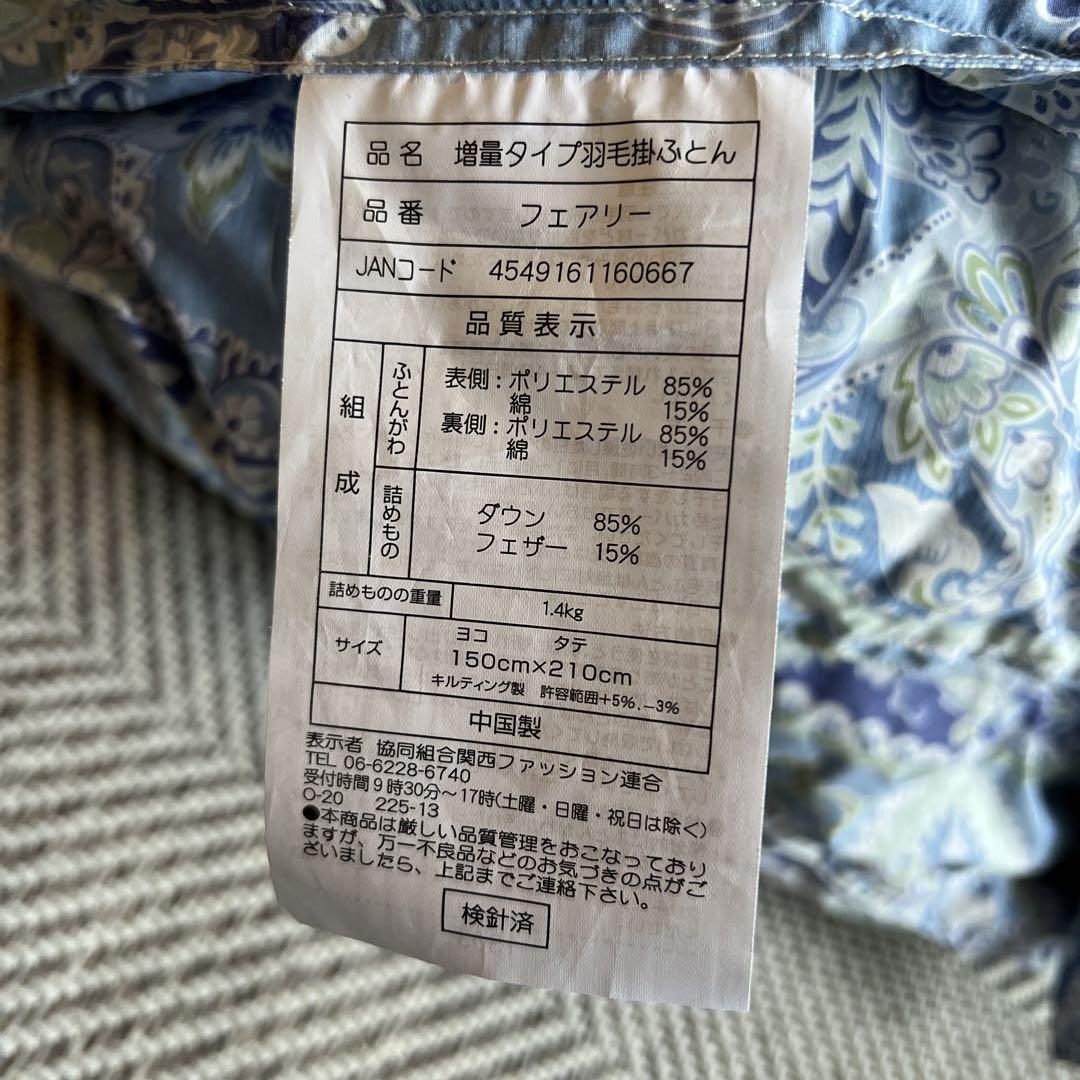 品名 増量タイプ羽毛掛ふとん
品番 フェアリー
JANコード 4549161160667
品質表示
組成
ふとんがわ
表側：ポリエステル 85%
綿 15%
裏側：ポリエステル 85%
綿 15%
詰めもの
ダウン 85%
フェザー 15%
詰めものの重量 1.4kg
サイズ
ヨコ タテ
150cm×210cm
キルティング製 許容範囲+5%.-3%
中国製
表示者 協同組合関西ファッション連合
TEL 06-6228-6740
受付時間9時30分～17時(土曜・日曜・祝日は除く)
O-20 225-13
●本商品は厳しい品質管理をおこなっており
ますが、万一不良品などのお気づきの点がご
ざいましたら、上記までご連絡下さい。
検針済